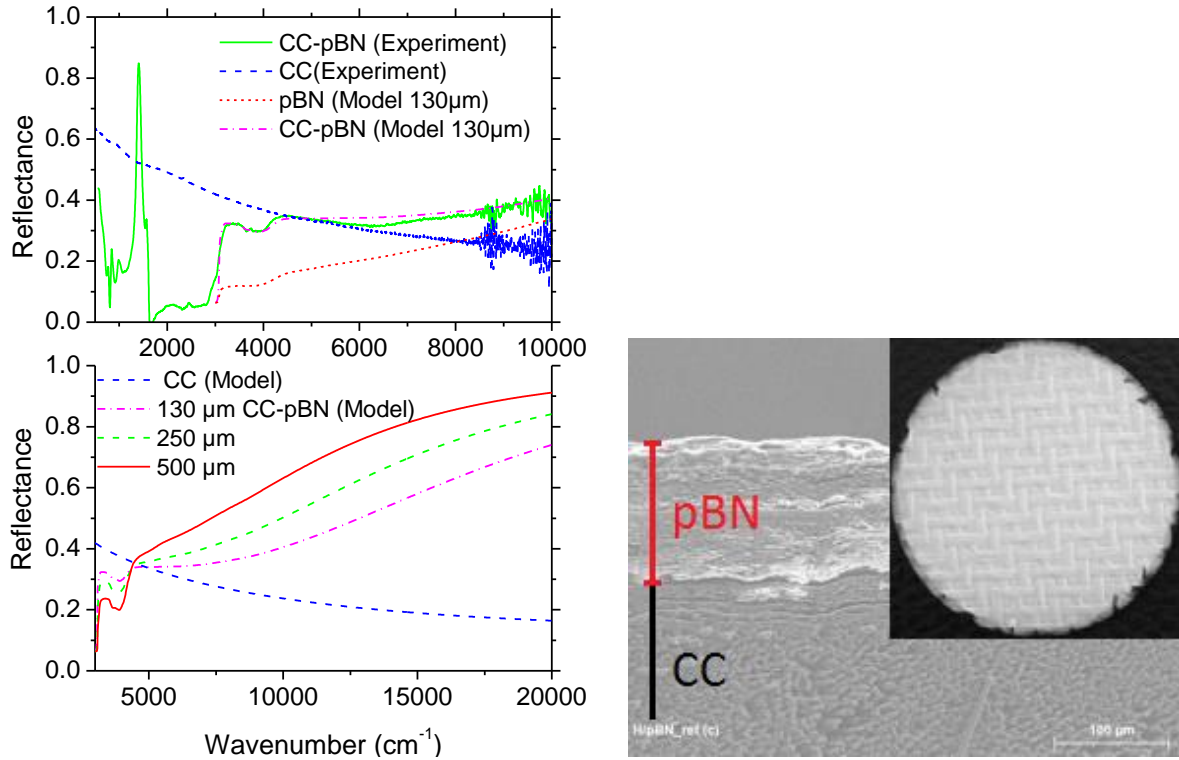 1.0
0.8
0.6
0.4
0.2
0.0
Reflectance
CC-pBN (Experiment)
CC(Experiment)
pBN (Model 130µm)
CC-pBN (Model 130µm)
2000 4000 6000 8000 10000
1.0
0.8
0.6
0.4
0.2
0.0
Reflectance
CC (Model)
130 µm CC-pBN (Model)
250 µm
500 µm
5000 10000 15000 20000
Wavenumber (cm⁻¹)
pBN
CC
H/pBN_ref (c)
100 µm